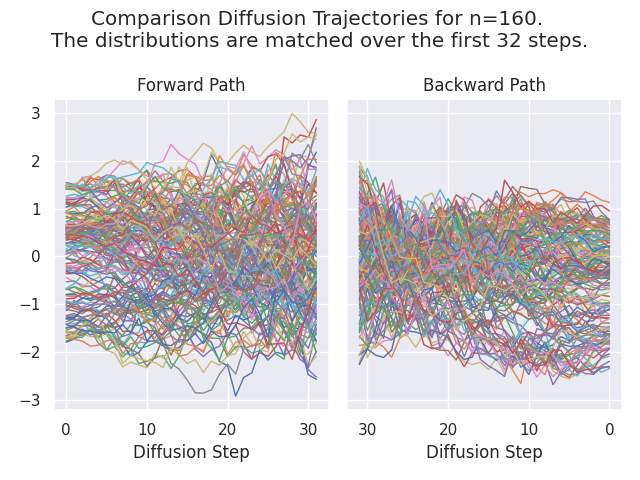 Comparison Diffusion Trajectories for n=160.
The distributions are matched over the first 32 steps.
Forward Path
Backward Path
3
2
1
0
−1
−2
−3
0 10 20 30
30 20 10 0
Diffusion Step
Diffusion Step